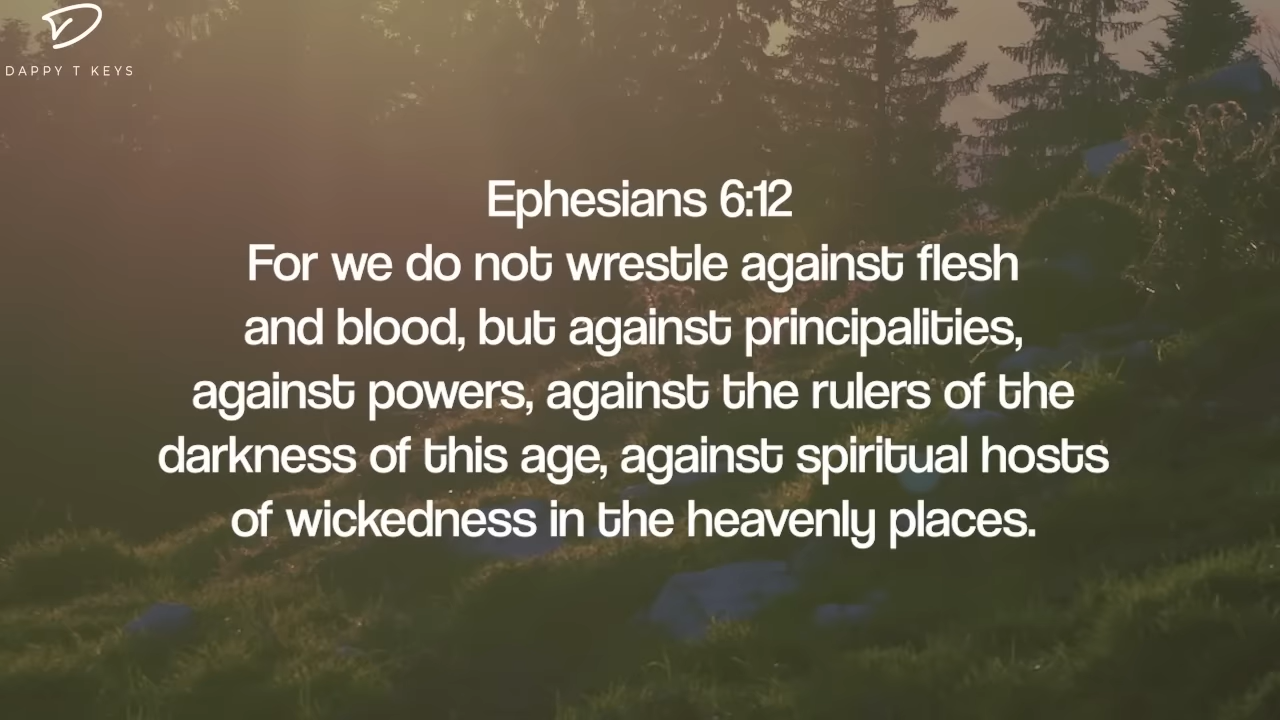 DAPPY T KEYS
Ephesians 6:12
For we do not wrestle against flesh
and blood, but against principalities,
against powers, against the rulers of the
darkness of this age, against spiritual hosts
of wickedness in the heavenly places.